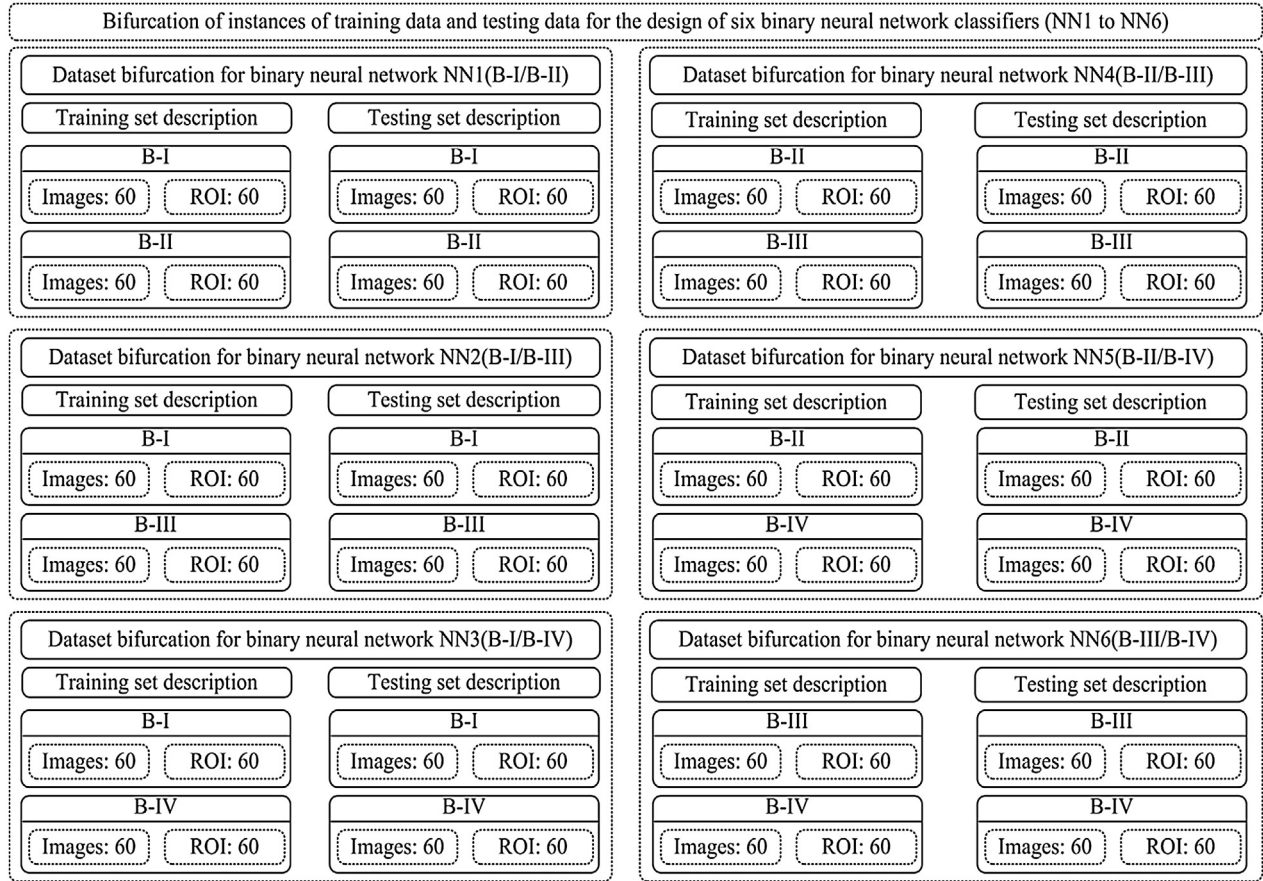 Bifurcation of instances of training data and testing data for the design of six binary neural network classifiers (NN1 to NN6)
Dataset bifurcation for binary neural network NN1(B-I/B-II)
Training set description
Testing set description
B-I
B-I
Images: 60
ROI: 60
Images: 60
ROI: 60
B-II
B-II
Images: 60
ROI: 60
Images: 60
ROI: 60
Dataset bifurcation for binary neural network NN4(B-II/B-III)
Training set description
Testing set description
B-II
B-II
Images: 60
ROI: 60
Images: 60
ROI: 60
B-III
B-III
Images: 60
ROI: 60
Images: 60
ROI: 60
Dataset bifurcation for binary neural network NN2(B-I/B-III)
Training set description
Testing set description
B-I
B-I
Images: 60
ROI: 60
Images: 60
ROI: 60
B-III
B-III
Images: 60
ROI: 60
Images: 60
ROI: 60
Dataset bifurcation for binary neural network NN5(B-II/B-IV)
Training set description
Testing set description
B-II
B-II
Images: 60
ROI: 60
Images: 60
ROI: 60
B-IV
B-IV
Images: 60
ROI: 60
Images: 60
ROI: 60
Dataset bifurcation for binary neural network NN3(B-I/B-IV)
Training set description
Testing set description
B-I
B-I
Images: 60
ROI: 60
Images: 60
ROI: 60
B-IV
B-IV
Images: 60
ROI: 60
Images: 60
ROI: 60
Dataset bifurcation for binary neural network NN6(B-III/B-IV)
Training set description
Testing set description
B-III
B-III
Images: 60
ROI: 60
Images: 60
ROI: 60
B-IV
B-IV
Images: 60
ROI: 60
Images: 60
ROI: 60